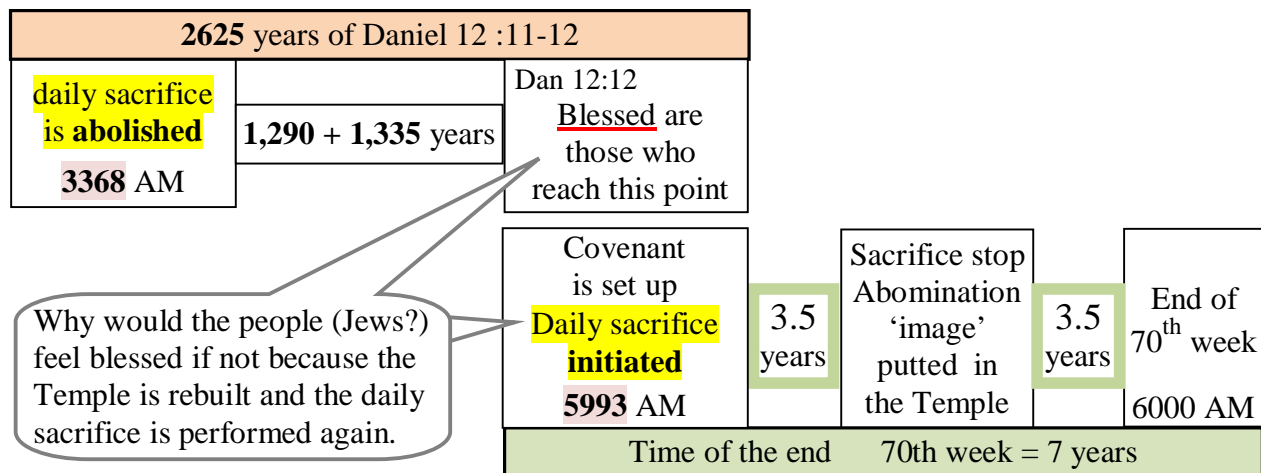 2625 years of Daniel 12 :11-12
daily sacrifice
is abolished
3368 AM
1,290 + 1,335 years
Dan 12:12
Blessed are
those who
reach this point
Why would the people (Jews?)
feel blessed if not because the
Temple is rebuilt and the daily
sacrifice is performed again.
Covenant
is set up
Daily sacrifice
initiated
5993 AM
3.5
years
Sacrifice stop
Abomination
‘image’
putted in
the Temple
3.5
years
End of
70th week
6000 AM
Time of the end 70th week = 7 years